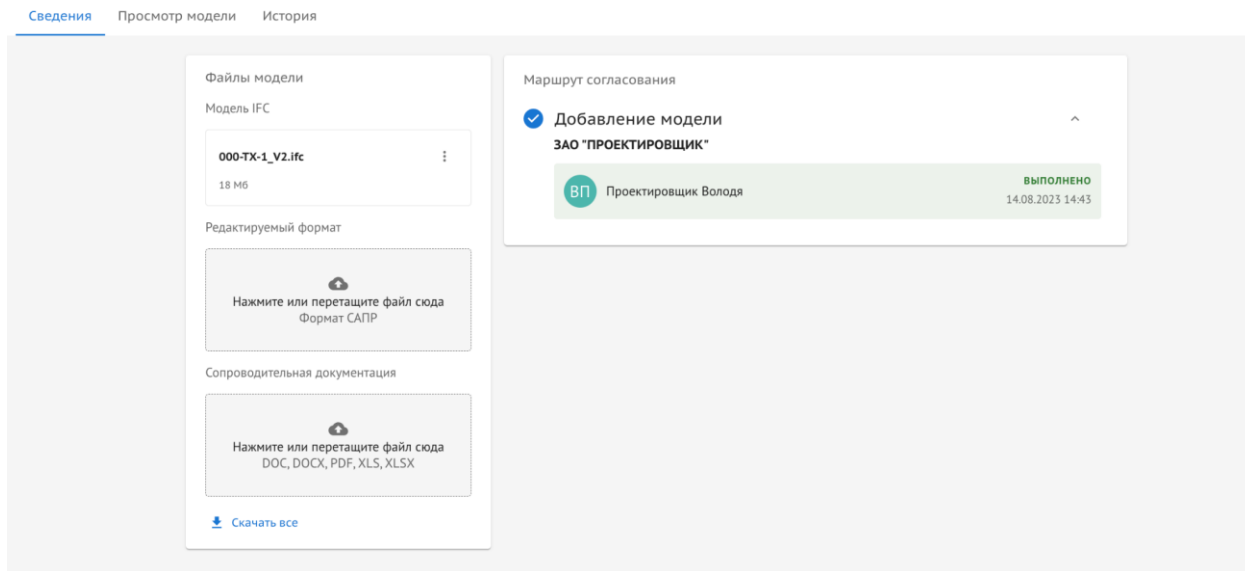 Сведения Просмотр модели История
Файлы модели
Модель IFC
000-TX-1_V2.ifc
18 Мб
Редактируемый формат
Нажмите или перетащите файл сюда
Формат САПР
Сопроводительная документация
Нажмите или перетащите файл сюда
DOC, DOCX, PDF, XLS, XLSX
Скачать все
Маршрут согласования
Добавление модели
ЗАО "ПРОЕКТИРОВЩИК"
ВП Проектировщик Володя
ВЫПОЛНЕНО
14.08.2023 14:43